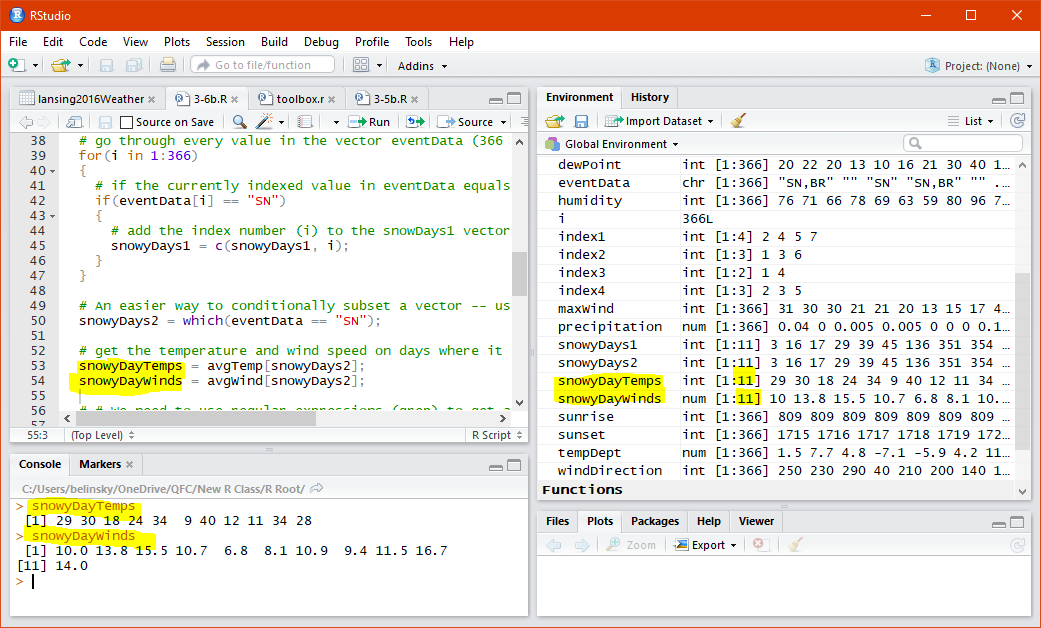 RStudio
File Edit Code View Plots Session Build Debug Profile Tools Help
Go to file/function Addins Project: (None)
lansing2016Weather 3-6b.R toolbox.r 3-5b.R
Source on Save Run Source
38 # go through every value in the vector eventData (366
39 for(i in 1:366)
40 {
41 # if the currently indexed value in eventData equals
42 if(eventData[i] == "SN")
43 {
44 # add the index number (i) to the snowDays1 vector
45 snowyDays1 = c(snowyDays1, i);
46 }
47 }
48
49 # An easier way to conditionally subset a vector -- us
50 snowyDays2 = which(eventData == "SN");
51
52 # get the temperature and wind speed on days where it
53 snowyDayTemps = avgTemp[snowyDays2];
54 snowyDayWinds = avgWind[snowyDays2];
55
56
57
55:3 (Top Level) R Script
Console Markers
C:/Users/belinsky/OneDrive/QFC/New R Class/R Root/
> snowyDayTemps
[1] 29 30 18 24 34 9 40 12 11 34 28
> snowyDayWinds
[1] 10.0 13.8 15.5 10.7 6.8 8.1 10.9 9.4 11.5 16.7
[11] 14.0
>
Environment History
Import Dataset List
Global Environment
dewPoint int [1:366] 20 22 20 13 10 16 21 30 40 1...
eventData chr [1:366] "SN,BR" "" "SN" "SN,BR" "" ...
humidity int [1:366] 76 71 66 78 69 63 59 80 96 7...
i 366L
index1 int [1:4] 2 4 5 7
index2 int [1:3] 1 3 6
index3 int [1:2] 1 4
index4 int [1:3] 2 3 5
maxWind int [1:366] 31 30 30 21 21 20 13 15 17 4...
precipitation num [1:366] 0.04 0 0.005 0.005 0 0 0 0.1...
snowyDays1 int [1:11] 3 16 17 29 39 45 136 351 354 ...
snowyDays2 int [1:11] 3 16 17 29 39 45 136 351 354 ...
snowyDayTemps int [1:11] 29 30 18 24 34 9 40 12 11 34 ...
snowyDayWinds num [1:11] 10 13.8 15.5 10.7 6.8 8.1 10....
sunrise int [1:366] 809 809 809 809 809 809 809 ...
sunset int [1:366] 1715 1716 1717 1718 1719 172...
tempDept num [1:366] 1.5 7.7 4.8 -7.1 -5.9 4.2 11...
windDirection int [1:366] 250 230 290 40 210 200 140 1...
Functions
Files Plots Packages Help Viewer
Zoom Export